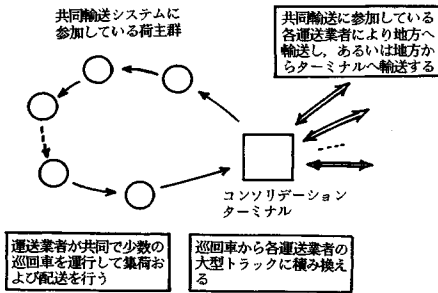 共同輸送システムに
参加している荷主群
共同輸送に参加している
各運送業者により地方へ
輸送し，あるいは地方か
らターミナルへ輸送する
コンソリデーション
ターミナル
運送業者が共同で少数の
巡回車を運行して集荷お
よび配送を行う
巡回車から各運送業者の
大型トラックに積み換え
る